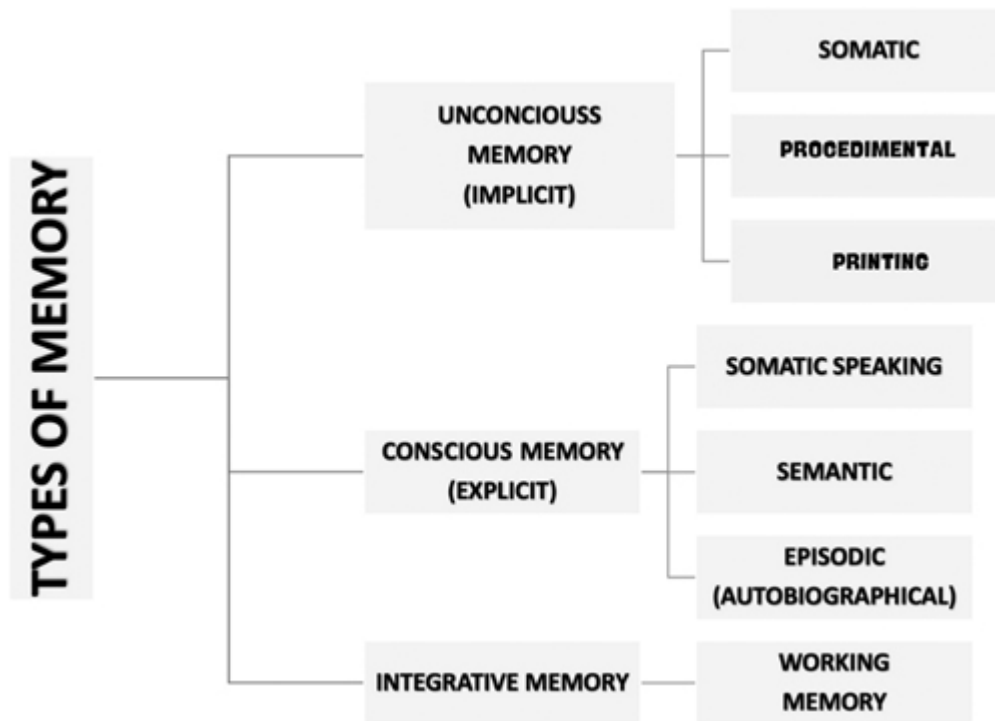 TYPES OF MEMORY
UNCONCIOUSS
MEMORY
(IMPLICIT)
SOMATIC
PROCEDIMENTAL
PRINTING
CONSCIOUS MEMORY
(EXPLICIT)
SOMATIC SPEAKING
SEMANTIC
EPISODIC
(AUTOBIOGRAPHICAL)
INTEGRATIVE MEMORY
WORKING
MEMORY